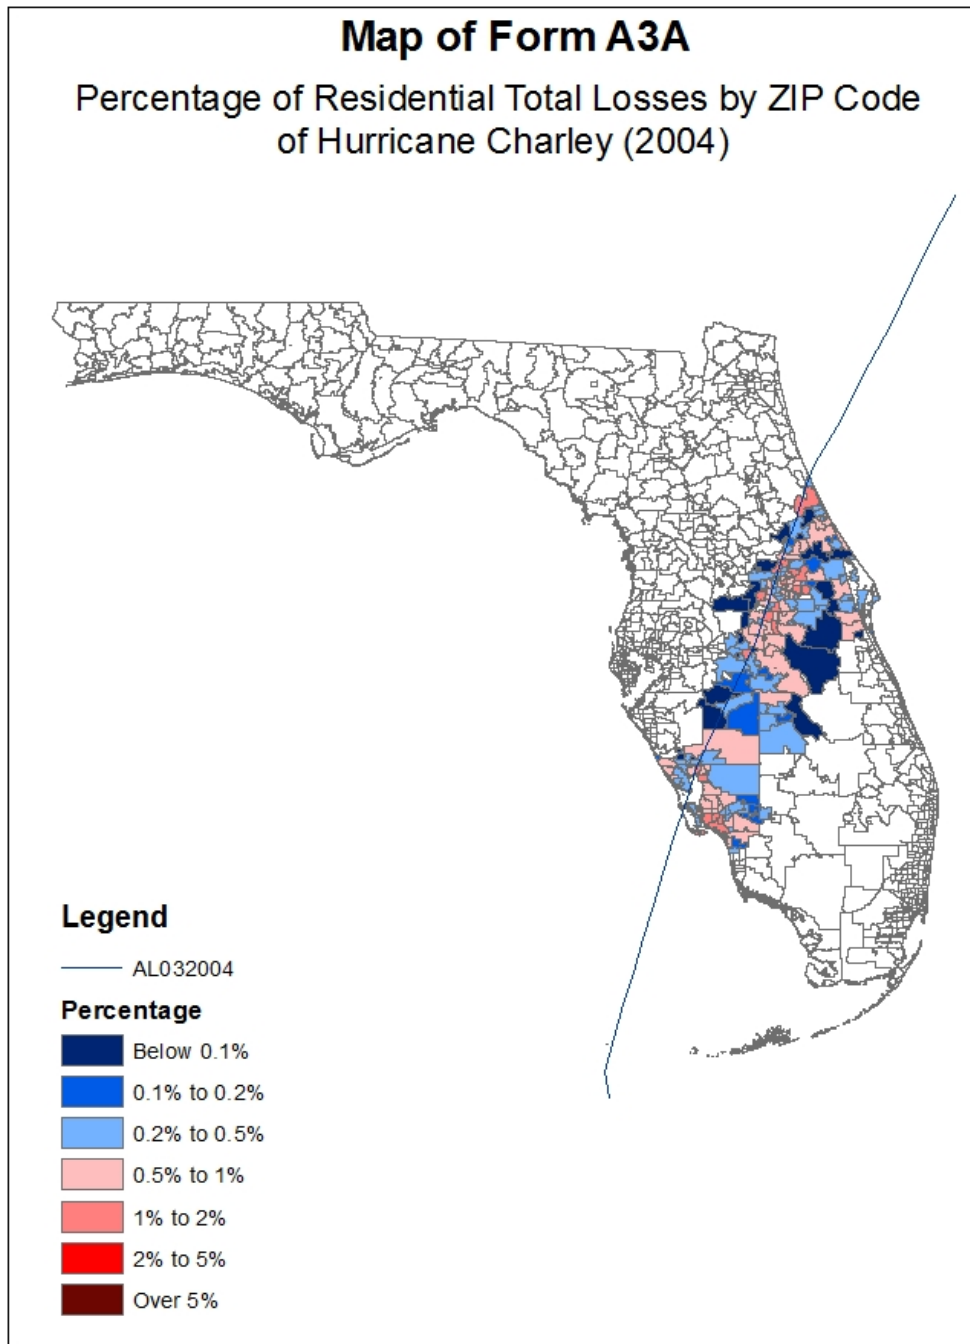 Map of Form A3A
Percentage of Residential Total Losses by ZIP Code
of Hurricane Charley (2004)
Legend
AL032004
Percentage
Below 0.1%
0.1% to 0.2%
0.2% to 0.5%
0.5% to 1%
1% to 2%
2% to 5%
Over 5%